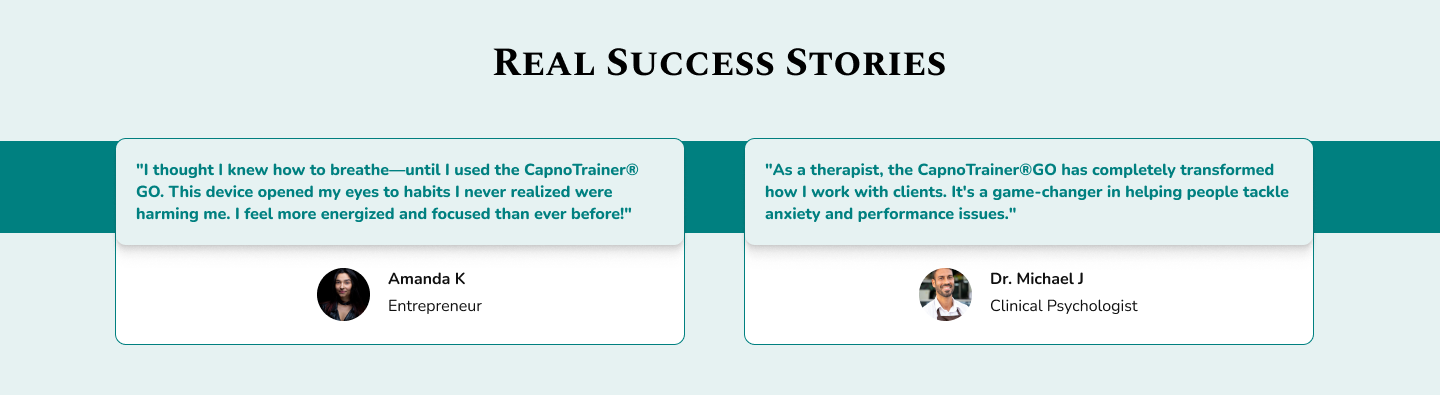 Real Success Stories
"I thought I knew how to breathe—until I used the CapnoTrainer®
GO. This device opened my eyes to habits I never realized were
harming me. I feel more energized and focused than ever before!"
Amanda K
Entrepreneur
"As a therapist, the CapnoTrainer®GO has completely transformed
how I work with clients. It's a game-changer in helping people tackle
anxiety and performance issues."
Dr. Michael J
Clinical Psychologist